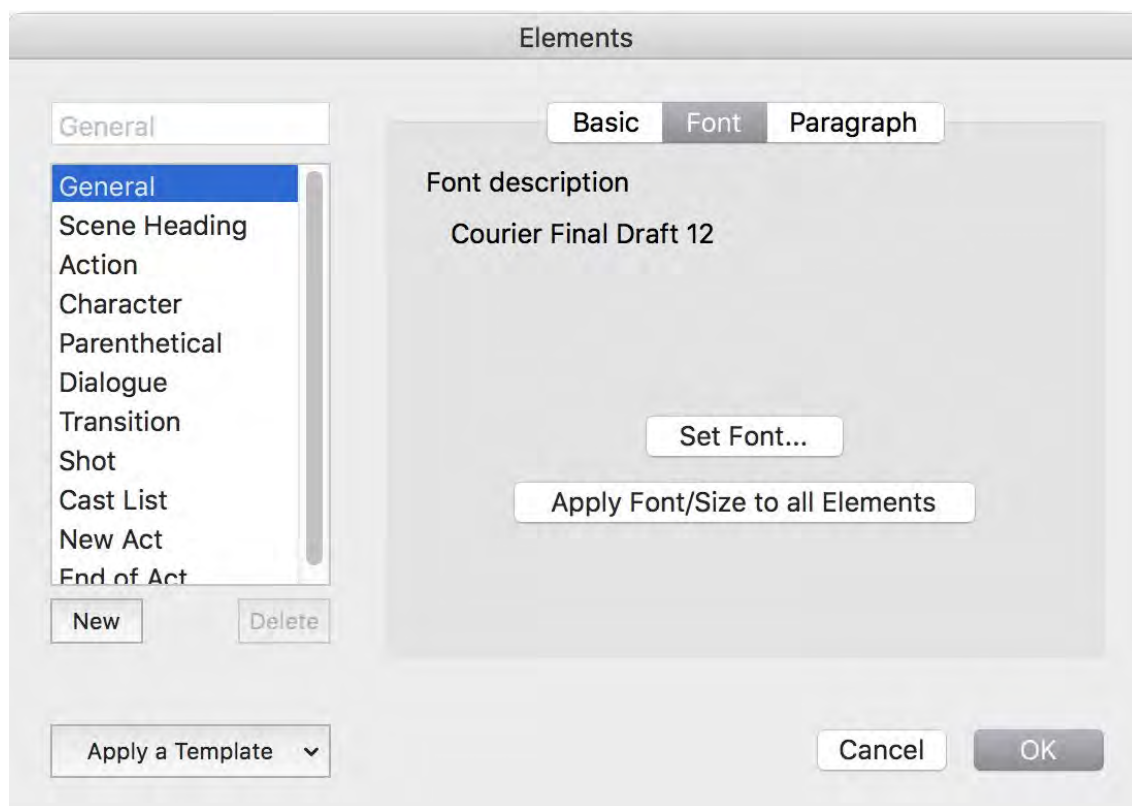 Elements
General
General
Scene Heading
Action
Character
Parenthetical
Dialogue
Transition
Shot
Cast List
New Act
End of Act
New
Delete
Apply a Template
Basic
Font
Paragraph
Font description
Courier Final Draft 12
Set Font...
Apply Font/Size to all Elements
Cancel
OK